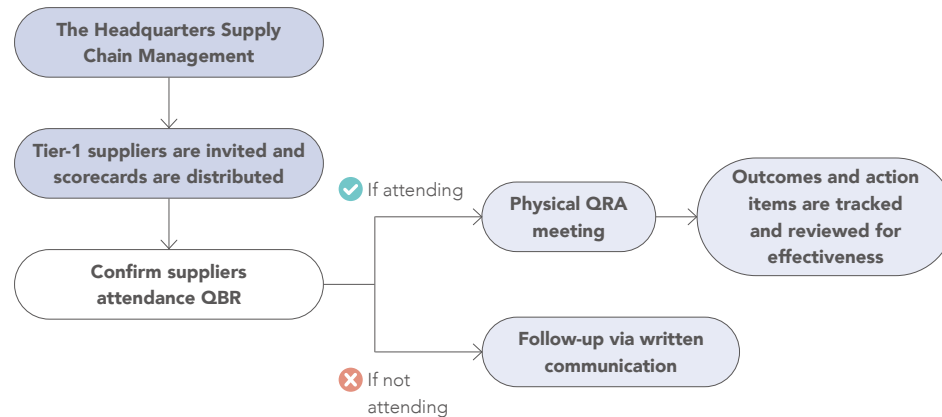 The Headquarters Supply
Chain Management
Tier-1 suppliers are invited and
scorecards are distributed
Confirm suppliers
attendance QBR
If attending
Physical QRA
meeting
Outcomes and action
items are tracked
and reviewed for
effectiveness
If not
attending
Follow-up via written
communication